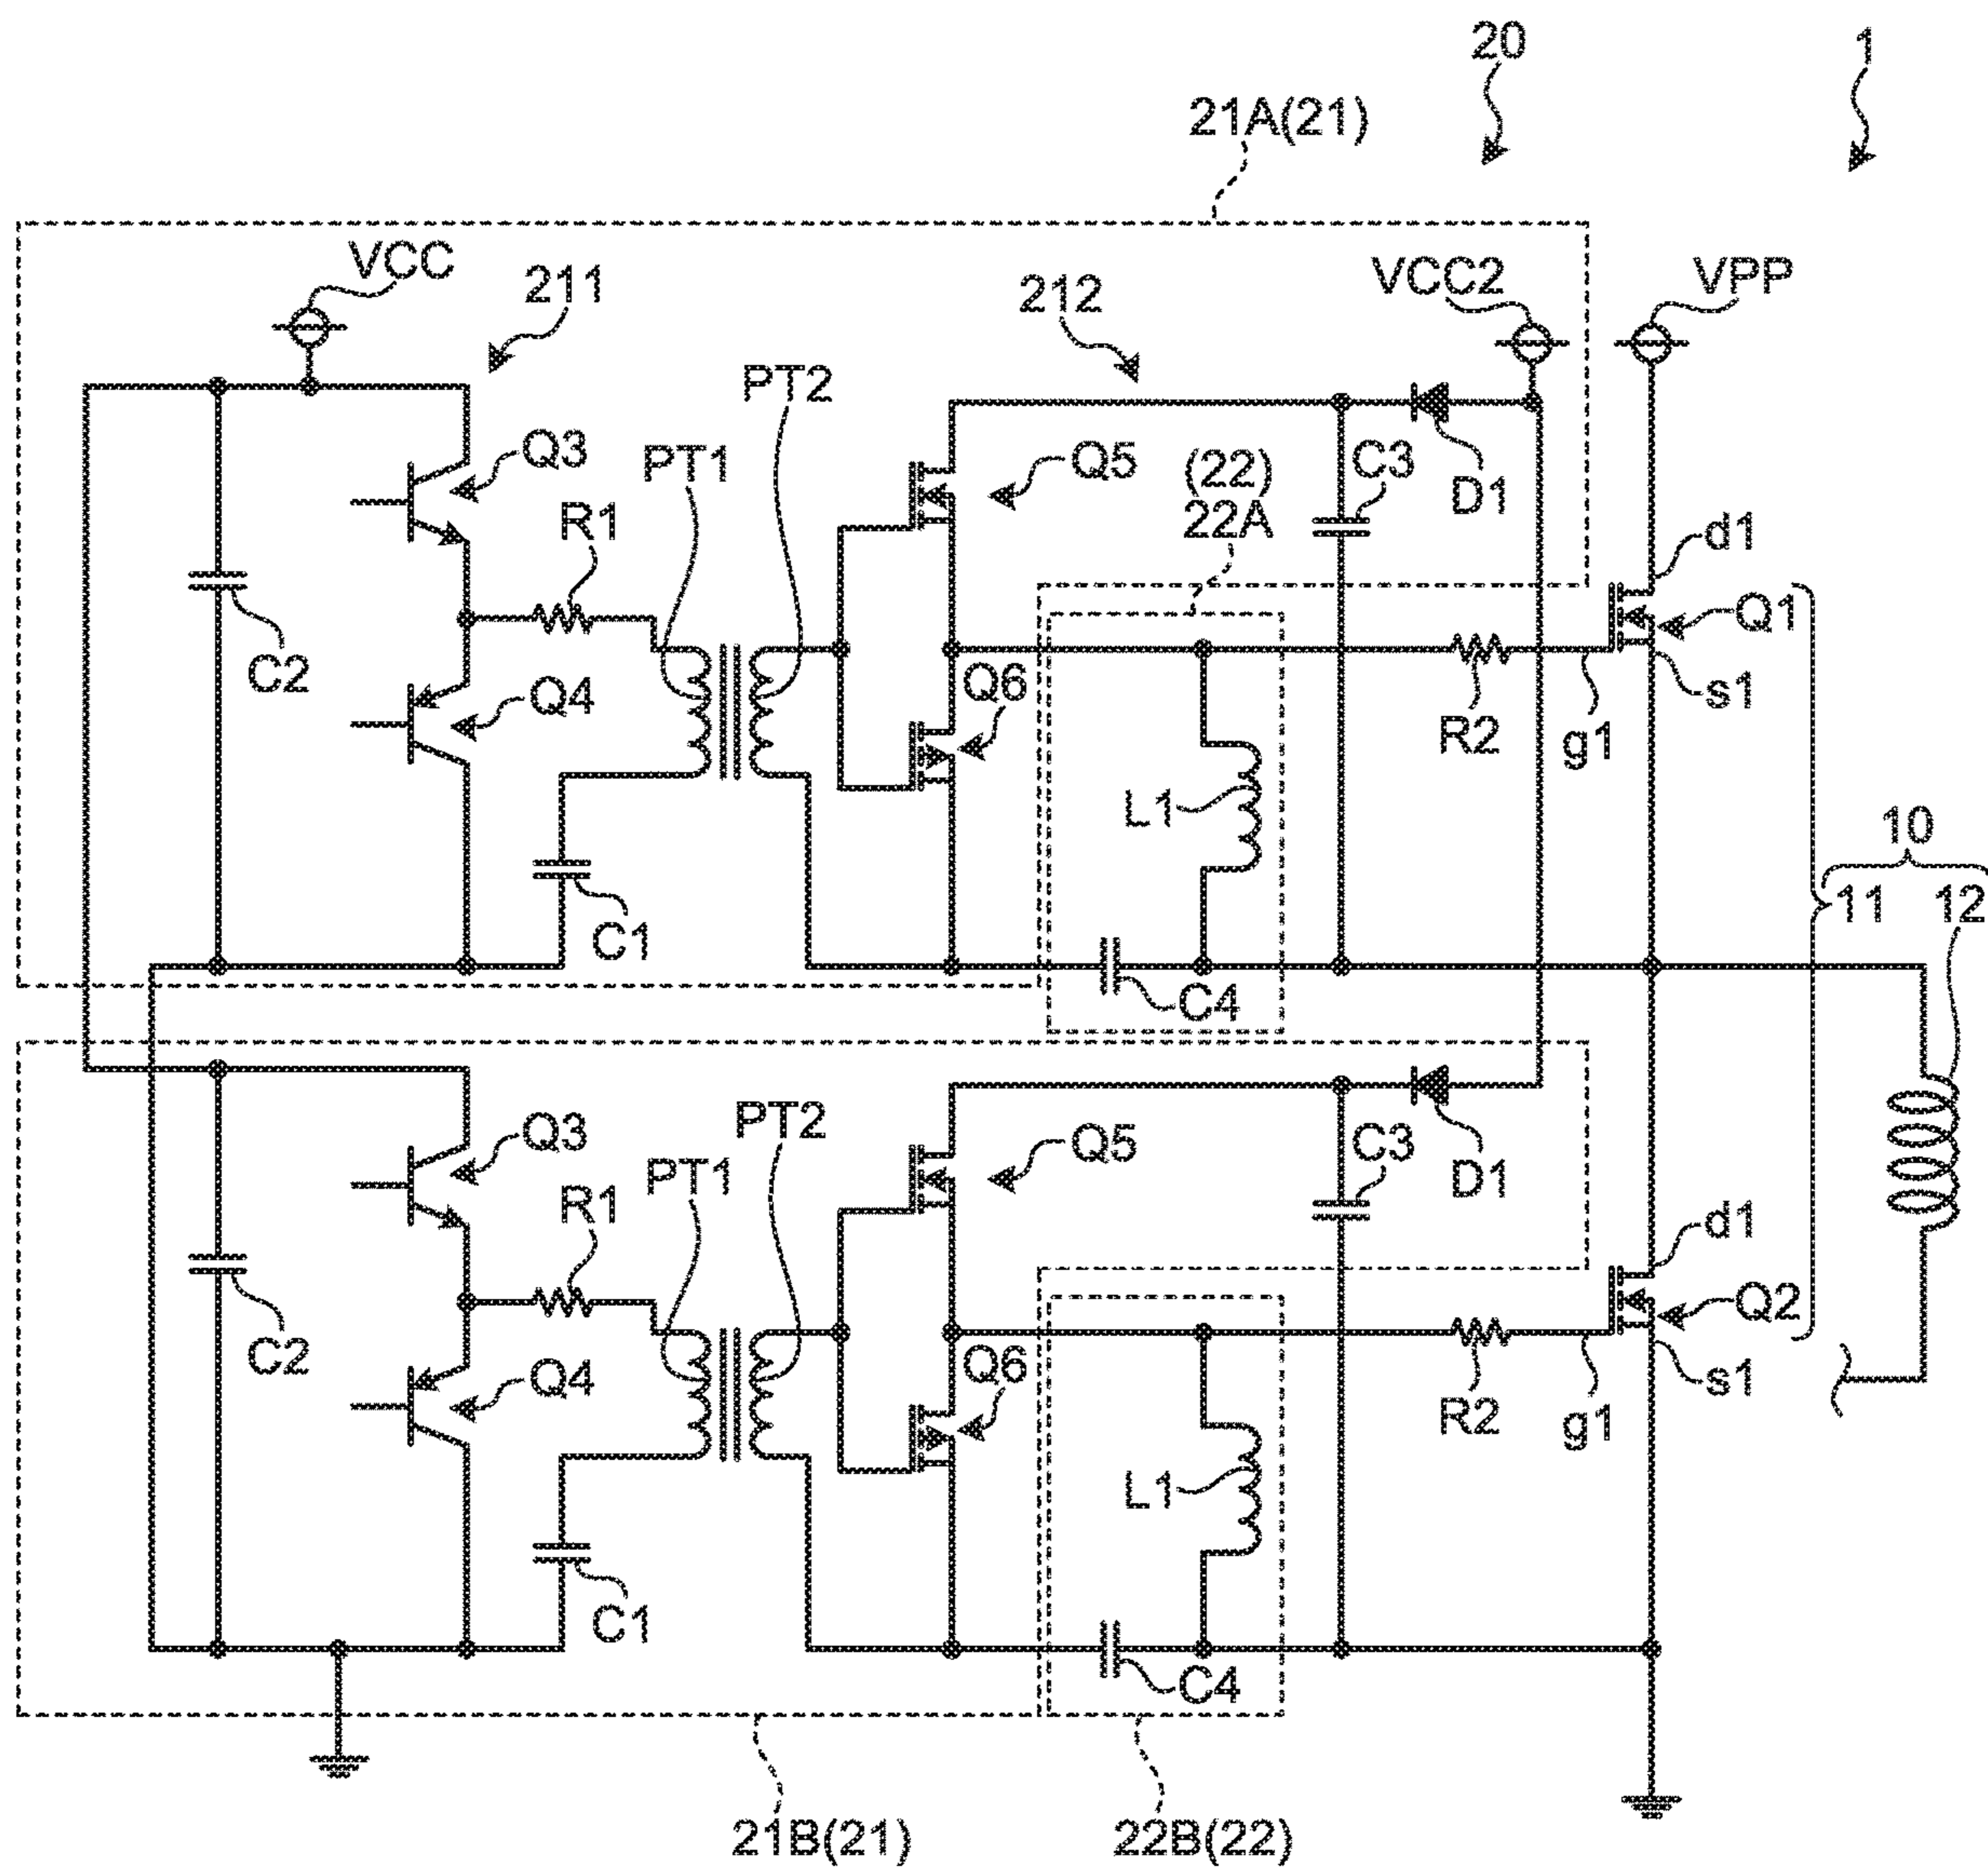 20
1
21A(21)
VCC
211
212
VCC2
VPP
PT2
Q3
PT1
Q5
(22)
22A
C3
D1
R1
d1
Q1
C2
Q4
Q6
R2
g1
s1
L1
10
11
12
C1
C4
Q3
PT2
PT1
Q5
C3
D1
R1
d1
Q2
C2
Q4
Q6
R2
g1
s1
L1
C1
C4
21B(21)
22B(22)